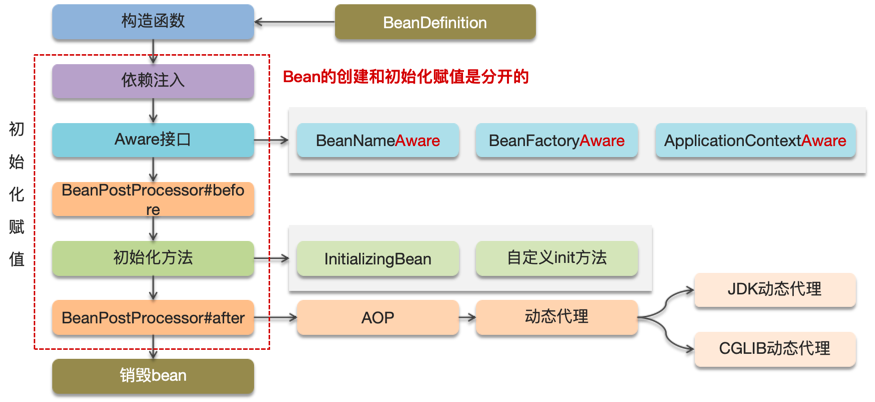 构造函数
BeanDefinition
依赖注入
Bean的创建和初始化赋值是分开的
初
始
化
赋
值
Aware接口
BeanNameAware
BeanFactoryAware
ApplicationContextAware
BeanPostProcessor#befo
re
初始化方法
InitializingBean
自定义init方法
BeanPostProcessor#after
AOP
动态代理
JDK动态代理
CGLIB动态代理
销毁bean